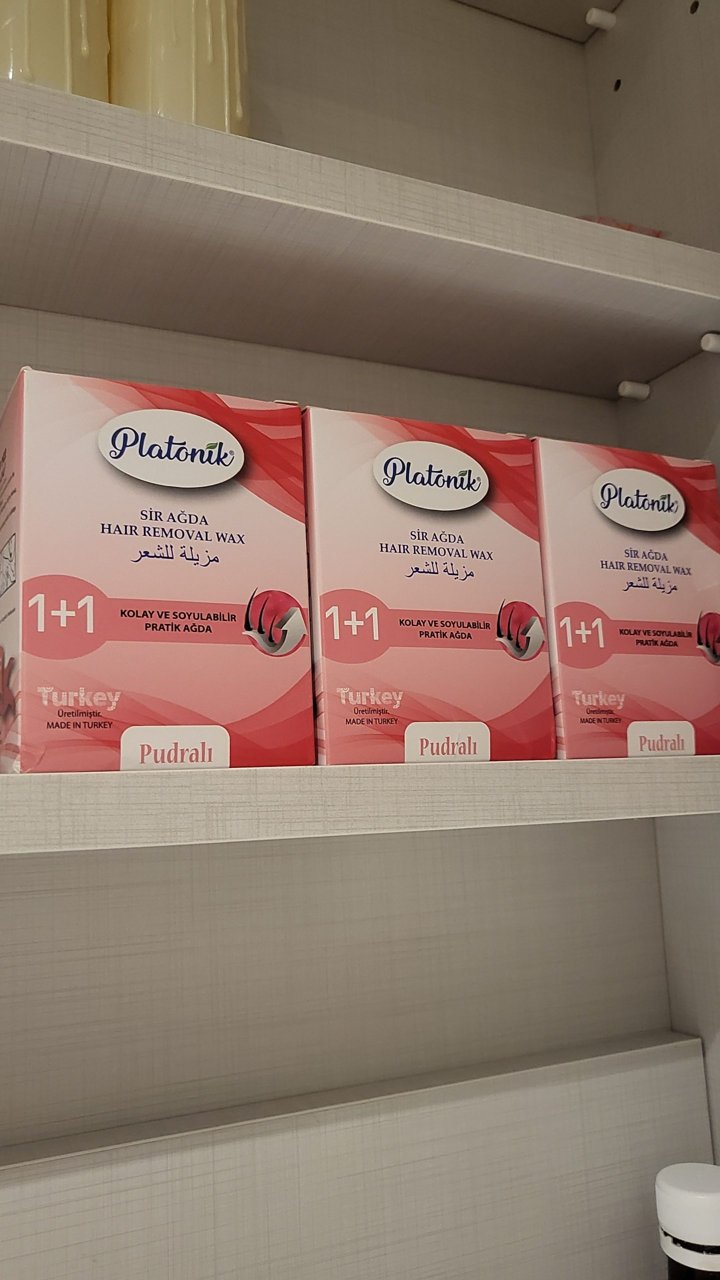 Platonik
SİR AĞDA
HAIR REMOVAL WAX
مزيلة للشعر
1+1
KOLAY VE SOYULABİLİR
PRATİK AĞDA
Turkey
Üretilmiştir.
MADE IN TURKEY
Pudralı
Platonik
SİR AĞDA
HAIR REMOVAL WAX
مزيلة للشعر
1+1
KOLAY VE SOYULABİLİR
PRATİK AĞDA
Turkey
Üretilmiştir.
MADE IN TURKEY
Pudralı
Platonik
SİR AĞDA
HAIR REMOVAL WAX
مزيلة للشعر
1+1
KOLAY VE SOYULABİLİR
PRATİK AĞDA
Turkey
Üretilmiştir.
MADE IN TURKEY
Pudralı